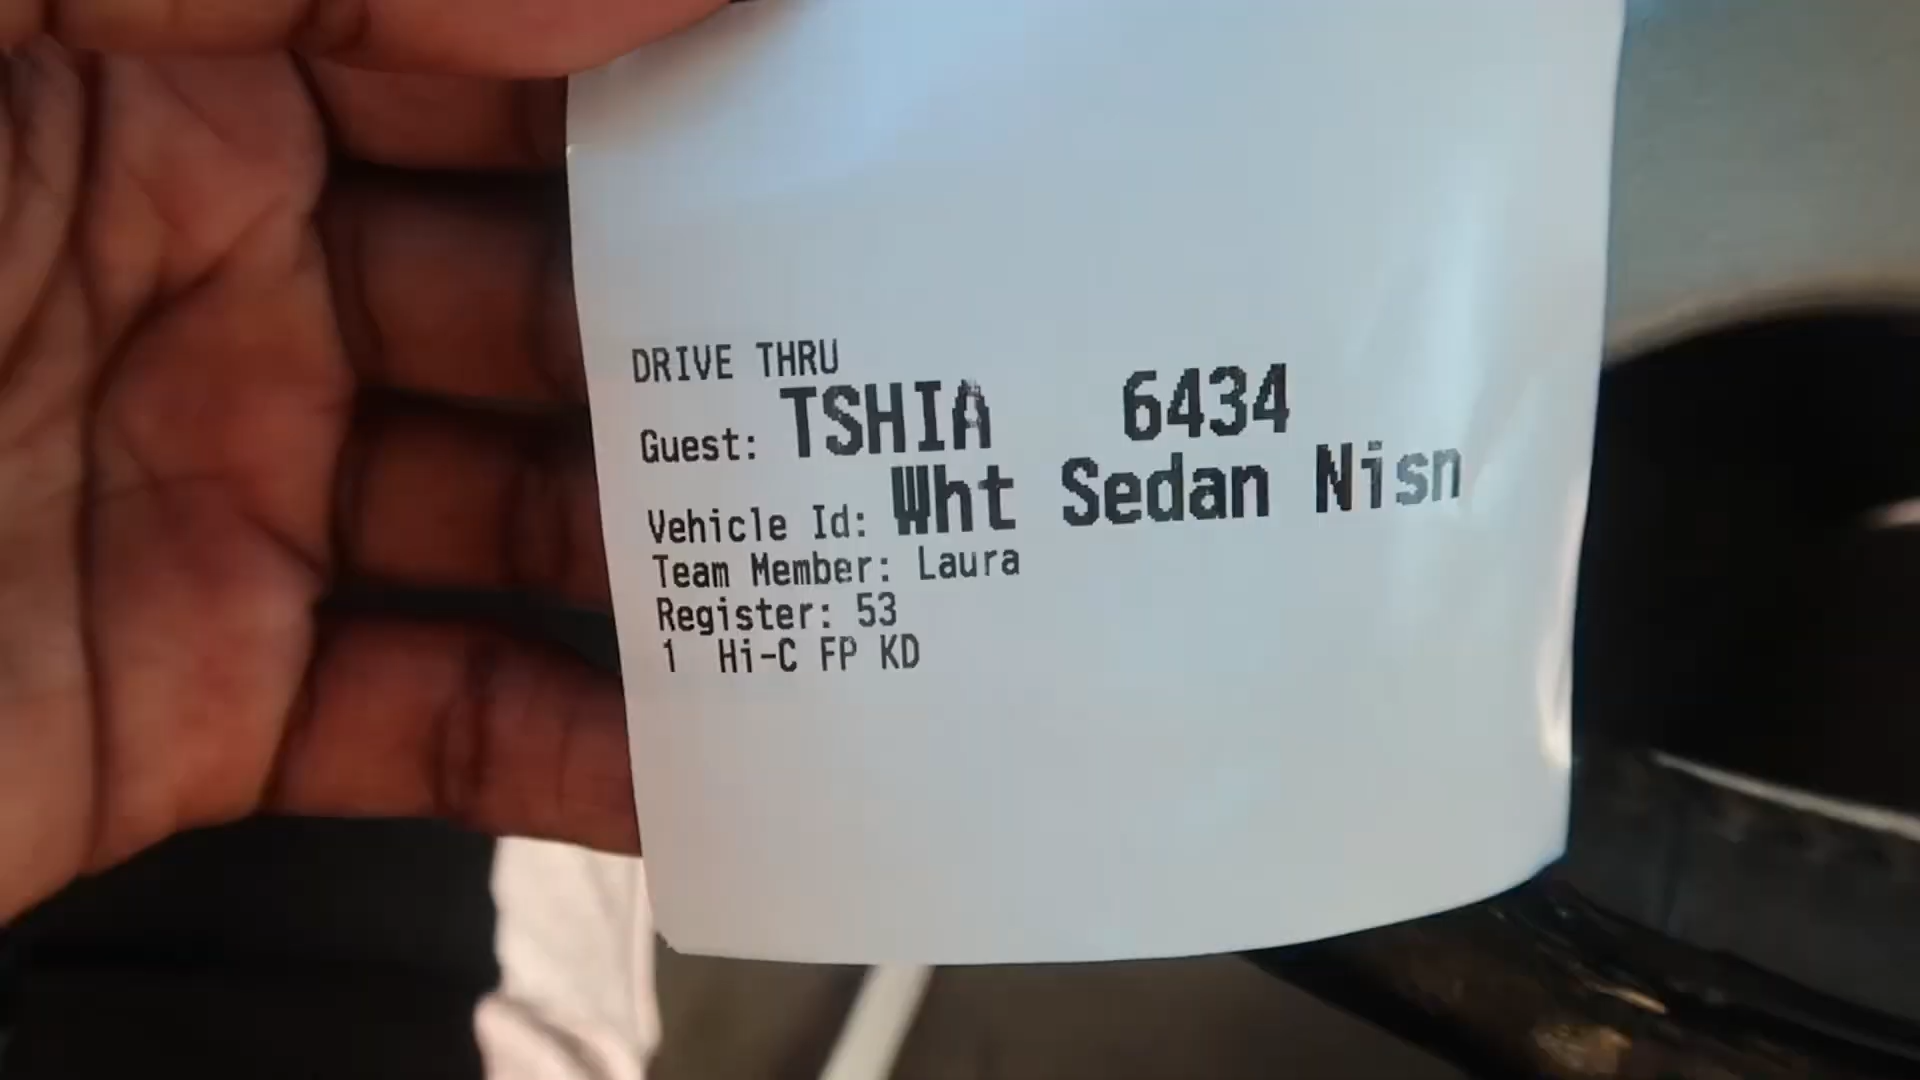 DRIVE THRU
Guest: TSHIA 6434
Vehicle Id: Wht Sedan Nisn
Team Member: Laura
Register: 53
1 Hi-C FP KD